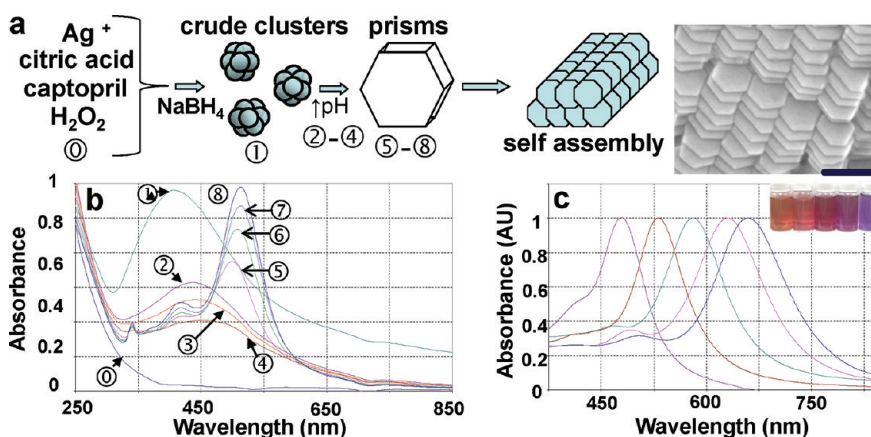 a
Ag +
citric acid
captopril
H₂O₂
⓪
NaBH₄
crude clusters
①
↑pH
②-④
prisms
⑤-⑧
self assembly
b
Absorbance
1
0.8
0.6
0.4
0.2
0
250
450
650
850
Wavelength (nm)
①
⑧
⑦
⑥
⑤
②
③
④
⓪
c
Absorbance (AU)
1
0.8
0.6
0.4
0.2
0
450
600
750
Wavelength (nm)